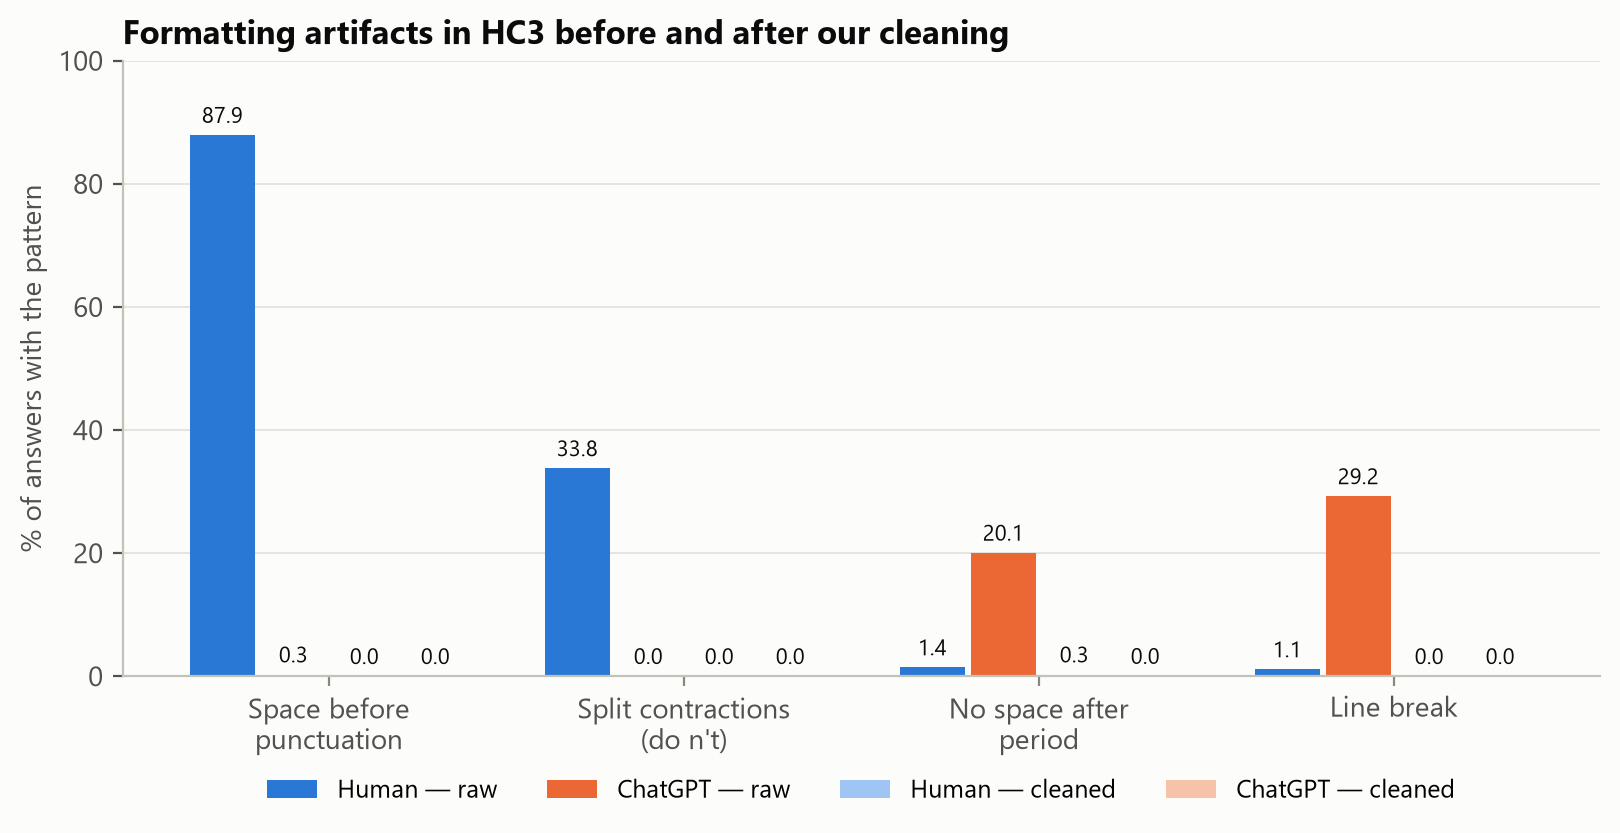 Formatting artifacts in HC3 before and after our cleaning
% of answers with the pattern
100
80
60
40
20
0
87.9
0.3
0.0
0.0
33.8
0.0
0.0
0.0
1.4
20.1
0.3
0.0
1.1
29.2
0.0
0.0
Space before
punctuation
Split contractions
(do n't)
No space after
period
Line break
Human — raw
ChatGPT — raw
Human — cleaned
ChatGPT — cleaned